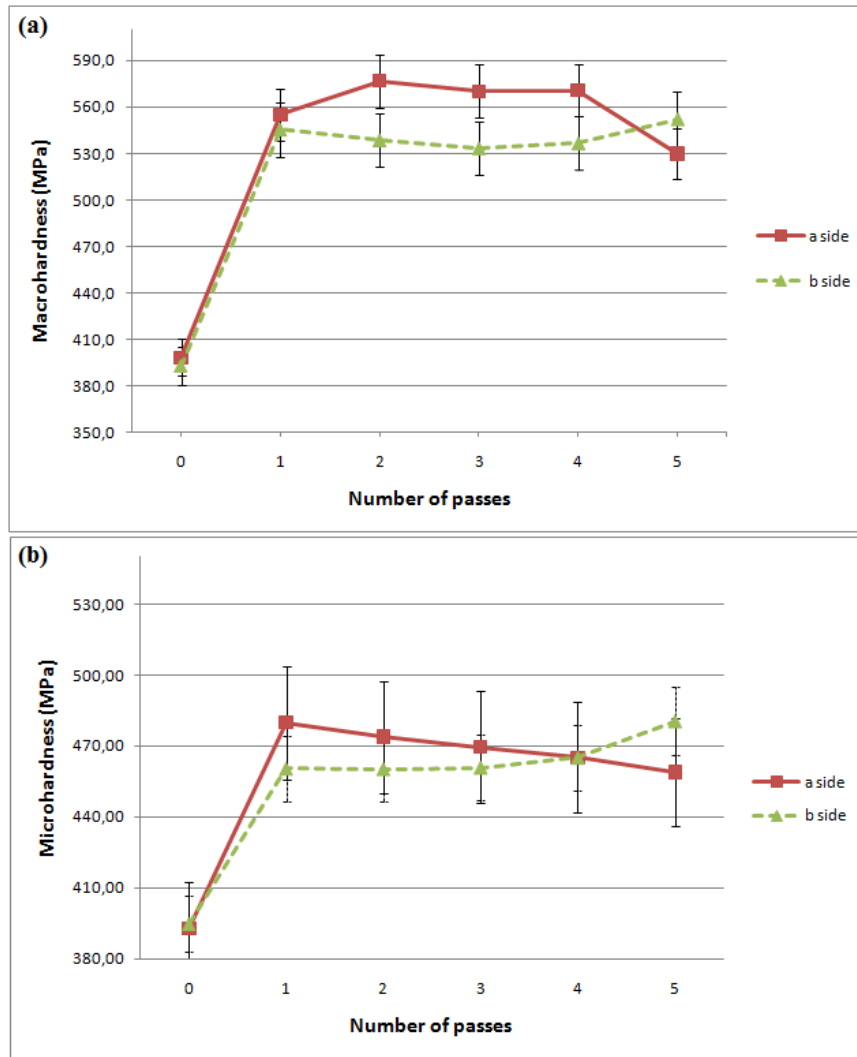 (a)
590,0
560,0
530,0
500,0
470,0
440,0
410,0
380,0
350,0
Macrohardness (MPa)
0 1 2 3 4 5
Number of passes
a side
b side
(b)
530,00
500,00
470,00
440,00
410,00
380,00
Microhardness (MPa)
0 1 2 3 4 5
Number of passes
a side
b side